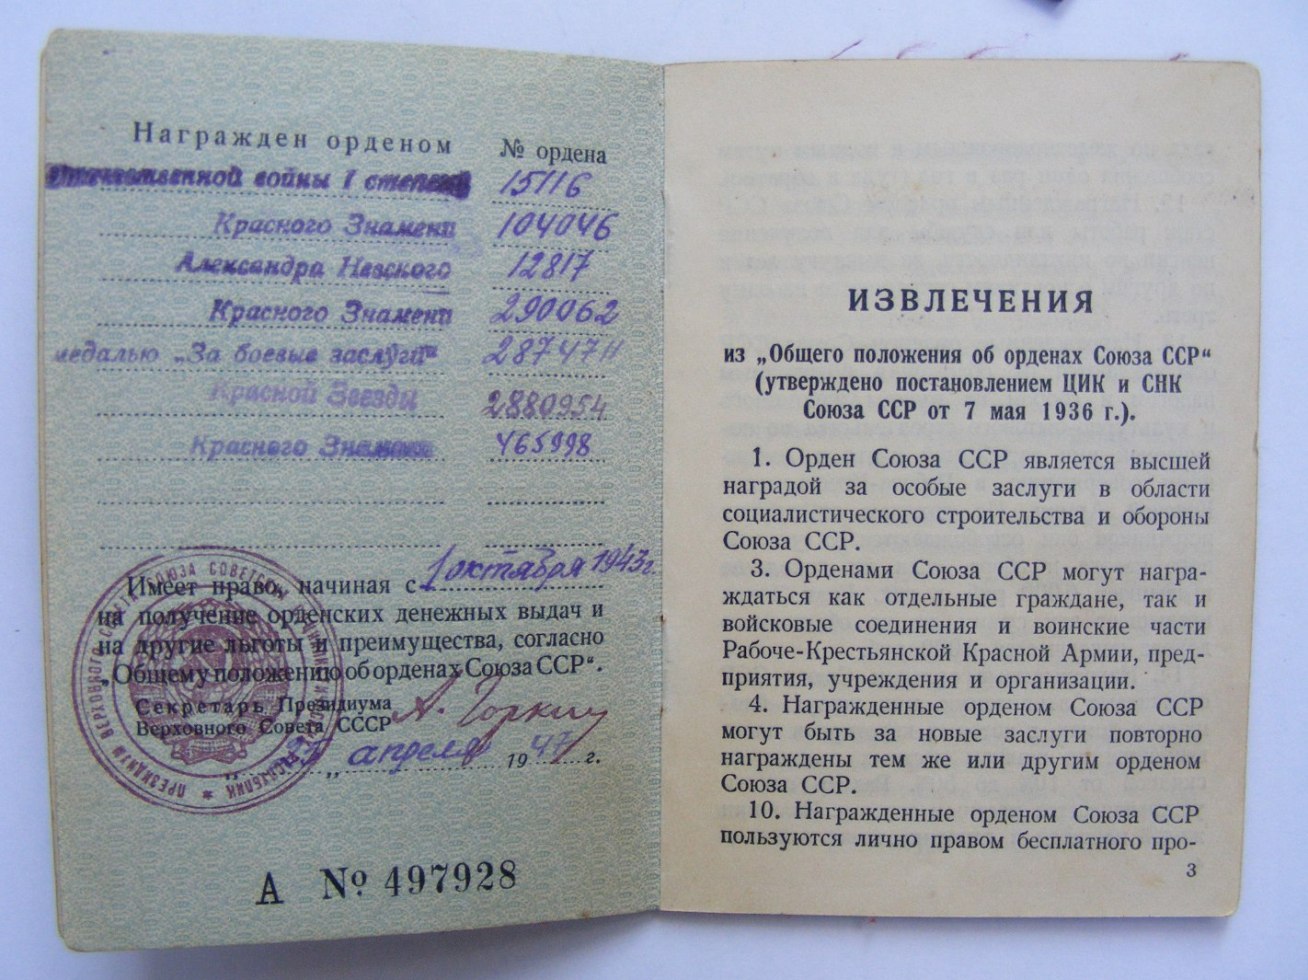 Награжден орденом № ордена
Отечественной войны I степени 15116
Красного Знамени 104046
Александра Невского 12817
Красного Знамени 290062
медалью „За боевые заслуги“ 287474
Красной Звезды 2880954
Красного Знамени 465998
Имеет право, начиная с 1 октября 1943 г.
на получение орденских денежных выдач и
на другие льготы и преимущества, согласно
„Общему положению об орденах Союза ССР“.
Секретарь Президиума
Верховного Совета СССР А. Горкин
апреля 1947 г.
ПРЕЗИДИУМ ВЕРХОВНОГО СОВЕТА СОЮЗА СОВЕТСКИХ
А № 497928
ИЗВЛЕЧЕНИЯ
из „Общего положения об орденах Союза ССР“
(утверждено постановлением ЦИК и СНК
Союза ССР от 7 мая 1936 г.).
1. Орден Союза ССР является высшей
наградой за особые заслуги в области
социалистического строительства и обороны
Союза ССР.
3. Орденами Союза ССР могут награ-
ждаться как отдельные граждане, так и
войсковые соединения и воинские части
Рабоче-Крестьянской Красной Армии, пред-
приятия, учреждения и организации.
4. Награжденные орденом Союза ССР
могут быть за новые заслуги повторно
награждены тем же или другим орденом
Союза ССР.
10. Награжденные орденом Союза ССР
пользуются лично правом бесплатного про-
3